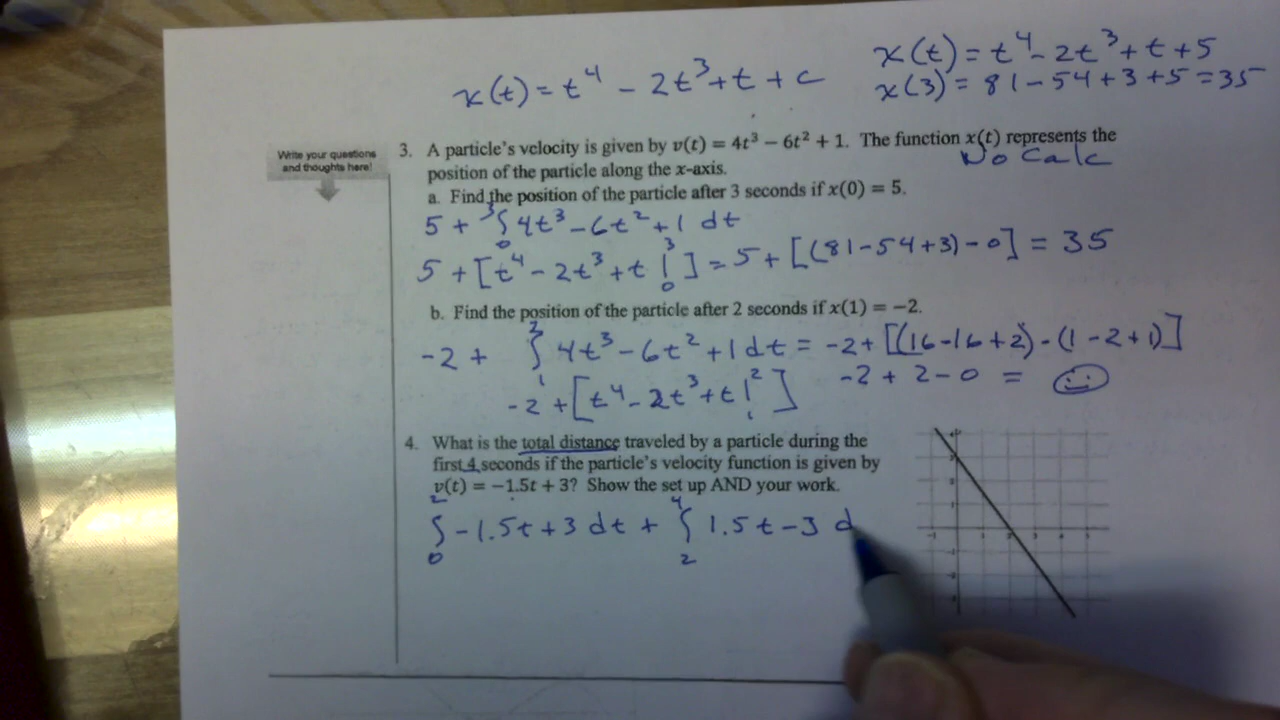 x(t) = t⁴ - 2t³ + t + c
x(t) = t⁴ - 2t³ + t + 5
x(3) = 81 - 54 + 3 + 5 = 35
Write your questions
and thoughts here!
3. A particle's velocity is given by v(t) = 4t³ − 6t² + 1. The function x(t) represents the
position of the particle along the x-axis.
No Calc
a. Find the position of the particle after 3 seconds if x(0) = 5.
5 + ∫₀³ 4t³ - 6t² + 1 dt
5 + [t⁴ - 2t³ + t |₀³] = 5 + [(81 - 54 + 3) - 0] = 35
b. Find the position of the particle after 2 seconds if x(1) = −2.
-2 + ∫₁² 4t³ - 6t² + 1 dt = -2 + [(16 - 16 + 2) - (1 - 2 + 1)]
-2 + [t⁴ - 2t³ + t |₁²]
-2 + 2 - 0 =
4. What is the total distance traveled by a particle during the
first 4 seconds if the particle's velocity function is given by
v(t) = −1.5t + 3? Show the set up AND your work.
∫₀² -1.5t + 3 dt + ∫₂⁴ 1.5t - 3 d